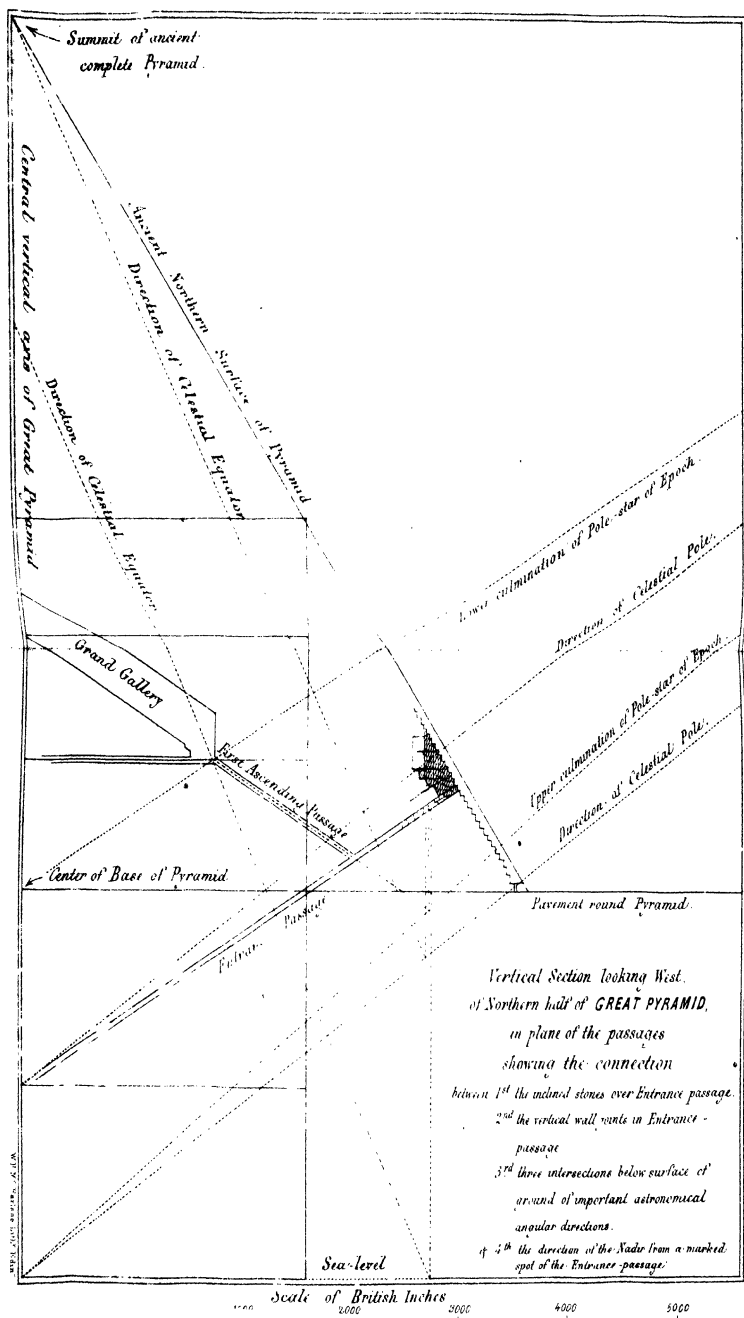 Summit of ancient
complete Pyramid.
Central vertical axis of Great Pyramid
Ancient Northern Surface of Pyramid
Direction of Celestial Equator
Direction of Celestial Equator
Lower culmination of Pole-star of Epoch.
Direction of Celestial Pole.
Upper culmination of Pole-star of Epoch.
Direction of Celestial Pole.
Grand Gallery
First Ascending Passage
Center of Base of Pyramid
Pavement round Pyramid.
Passage
Vertical Section looking West,
of Northern half of GREAT PYRAMID,
in plane of the passages
showing the connection
between 1st the inclined stones over Entrance passage.
2nd the vertical wall joints in Entrance-
passage
3rd three intersections below surface of
ground of important astronomical
angular directions.
& 4th the direction of the Nadir from a marked
spot of the Entrance-passage
Sea-level
Scale of British Inches
1000 2000 3000 4000 5000